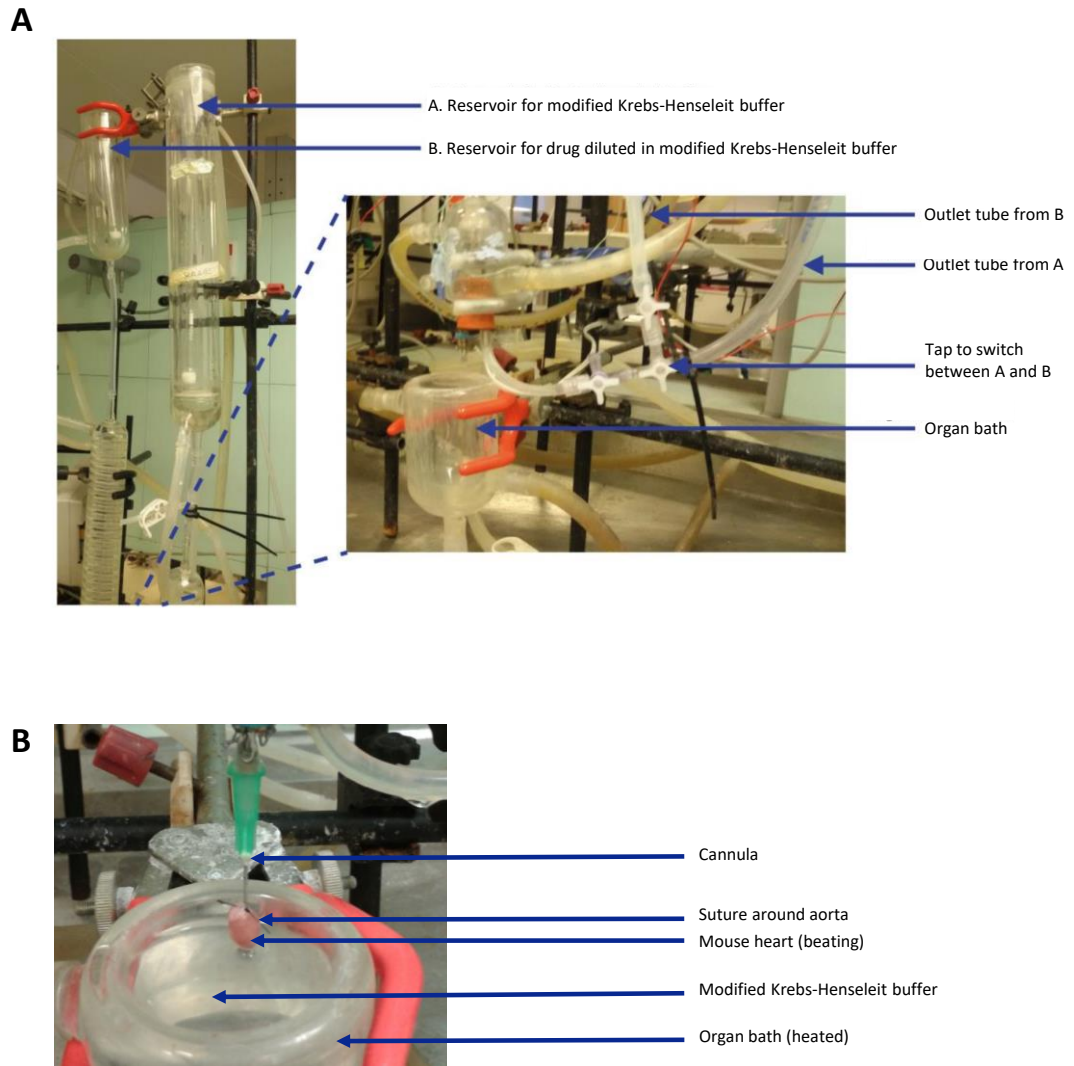 A
A. Reservoir for modified Krebs-Henseleit buffer
B. Reservoir for drug diluted in modified Krebs-Henseleit buffer
Outlet tube from B
Outlet tube from A
Tap to switch
between A and B
Organ bath
B
Cannula
Suture around aorta
Mouse heart (beating)
Modified Krebs-Henseleit buffer
Organ bath (heated)